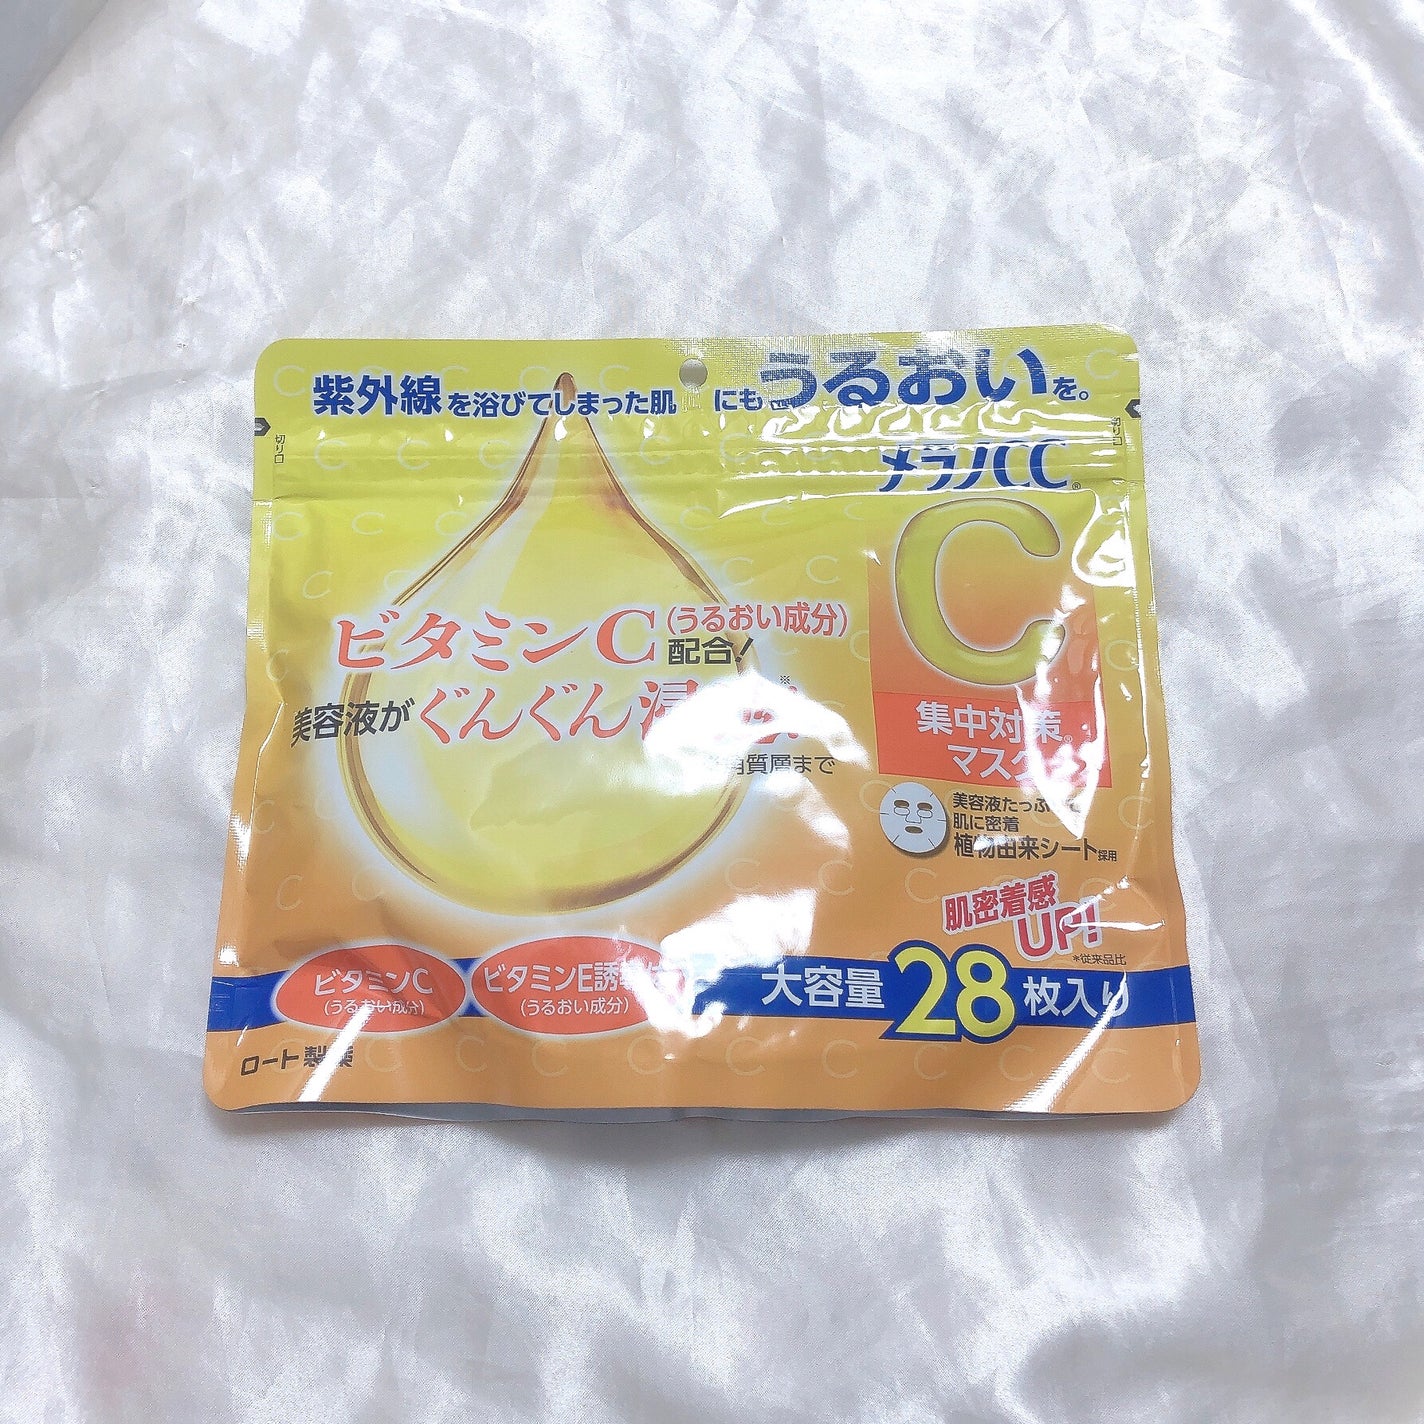 紫外線を浴びてしまった肌にもうるおいを。
切り口
切り口
メラノCC®
C
ビタミンC(うるおい成分)
配合!
美容液がぐんぐん浸
※
角質層まで
集中対策®
マスク
美容液たっぷ
肌に密着
植物由来シート採用
肌密着感
UP!
*従来品比
ビタミンC
(うるおい成分)
ビタミンE誘導体
(うるおい成分)
大容量28枚入り
ロート製薬